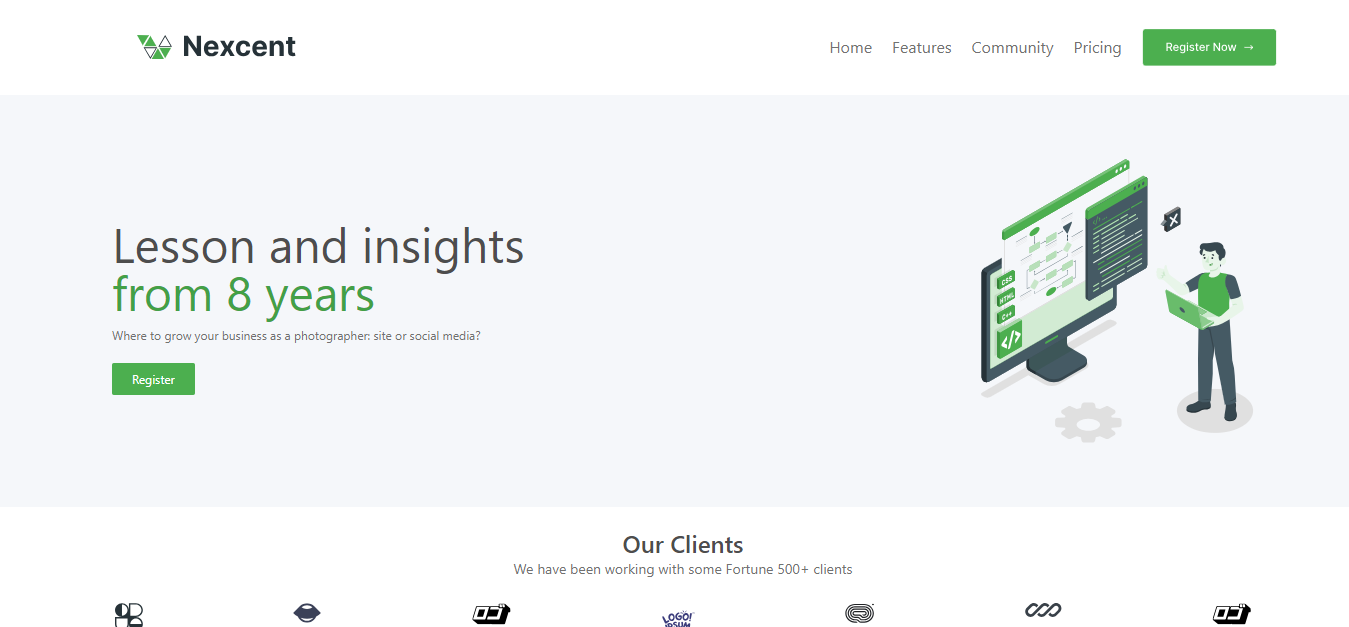 Nexcent
Home Features Community Pricing Register Now →
Lesson and insights
from 8 years
Where to grow your business as a photographer: site or social media?
Register
CSS
HTML
C++
</>
Our Clients
We have been working with some Fortune 500+ clients
LOGO!
IPSUM